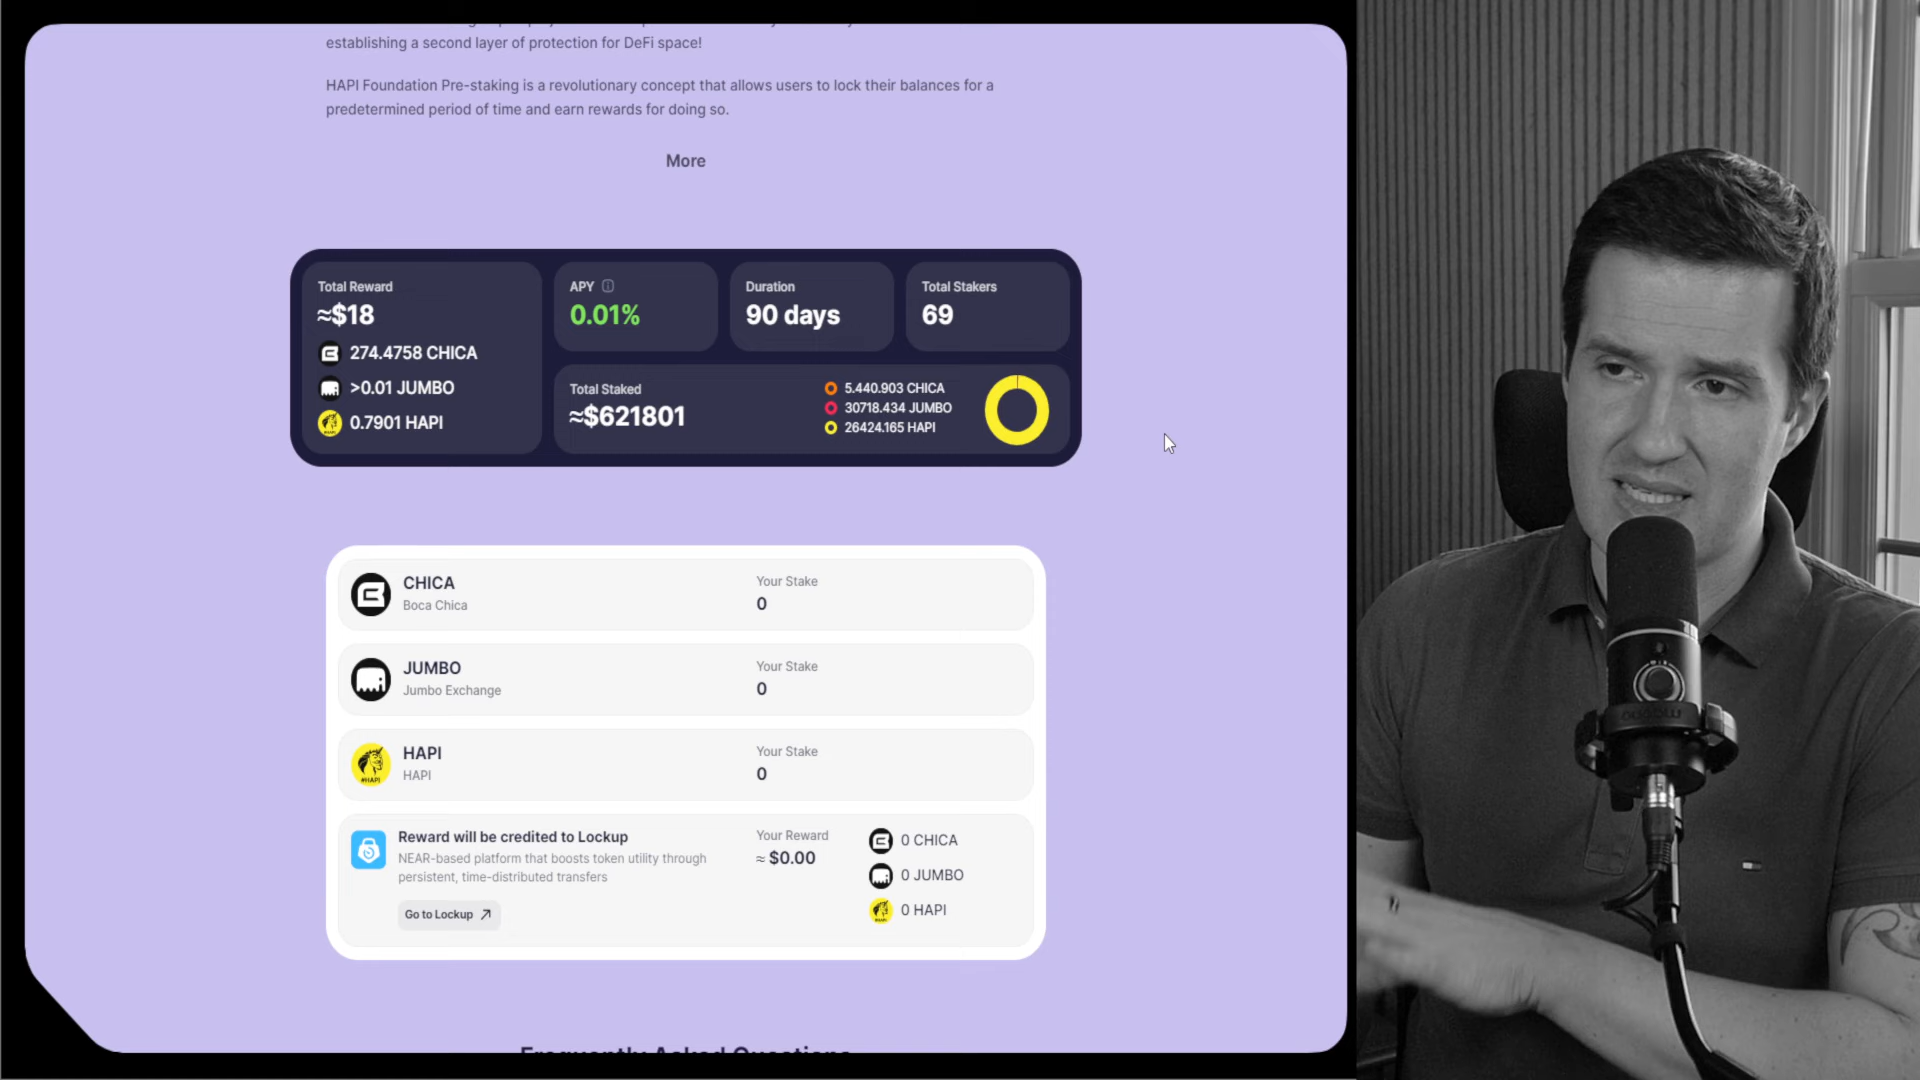 establishing a second layer of protection for DeFi space!
HAPI Foundation Pre-staking is a revolutionary concept that allows users to lock their balances for a
predetermined period of time and earn rewards for doing so.
More
Total Reward
≈$18
274.4758 CHICA
>0.01 JUMBO
0.7901 HAPI
APY
0.01%
Duration
90 days
Total Stakers
69
Total Staked
≈$621801
5.440.903 CHICA
30718.434 JUMBO
26424.165 HAPI
CHICA
Boca Chica
Your Stake
0
JUMBO
Jumbo Exchange
Your Stake
0
#HAPI
HAPI
HAPI
Your Stake
0
Reward will be credited to Lockup
NEAR-based platform that boosts token utility through
persistent, time-distributed transfers
Go to Lockup
Your Reward
≈ $0.00
0 CHICA
0 JUMBO
0 HAPI
Frequently Asked Questions